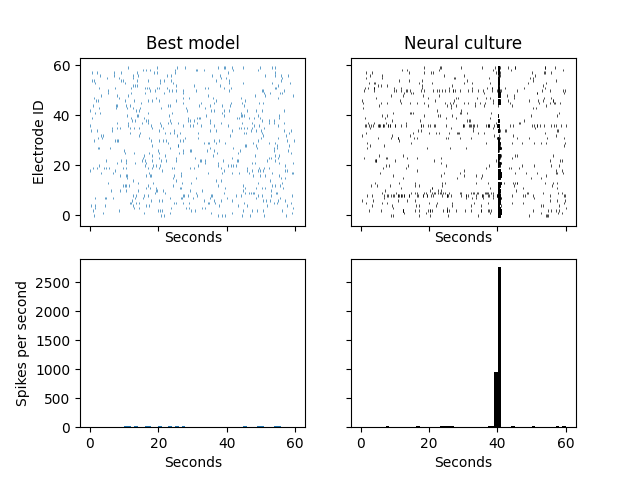 Best model
Neural culture
Electrode ID
60
40
20
0
Seconds
Seconds
Spikes per second
2500
2000
1500
1000
500
0
0 20 40 60
0 20 40 60
Seconds
Seconds